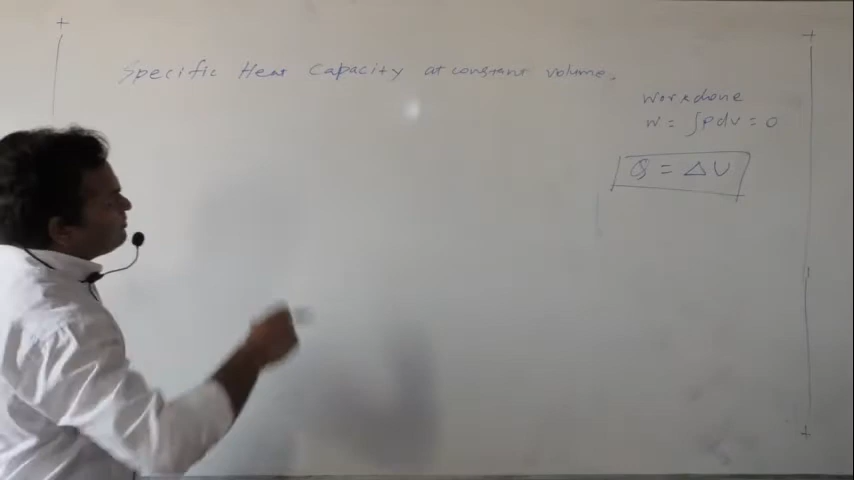 Specific Heat Capacity at constant volume.
Workdone
W = ∫PdV = 0
Q = ΔU